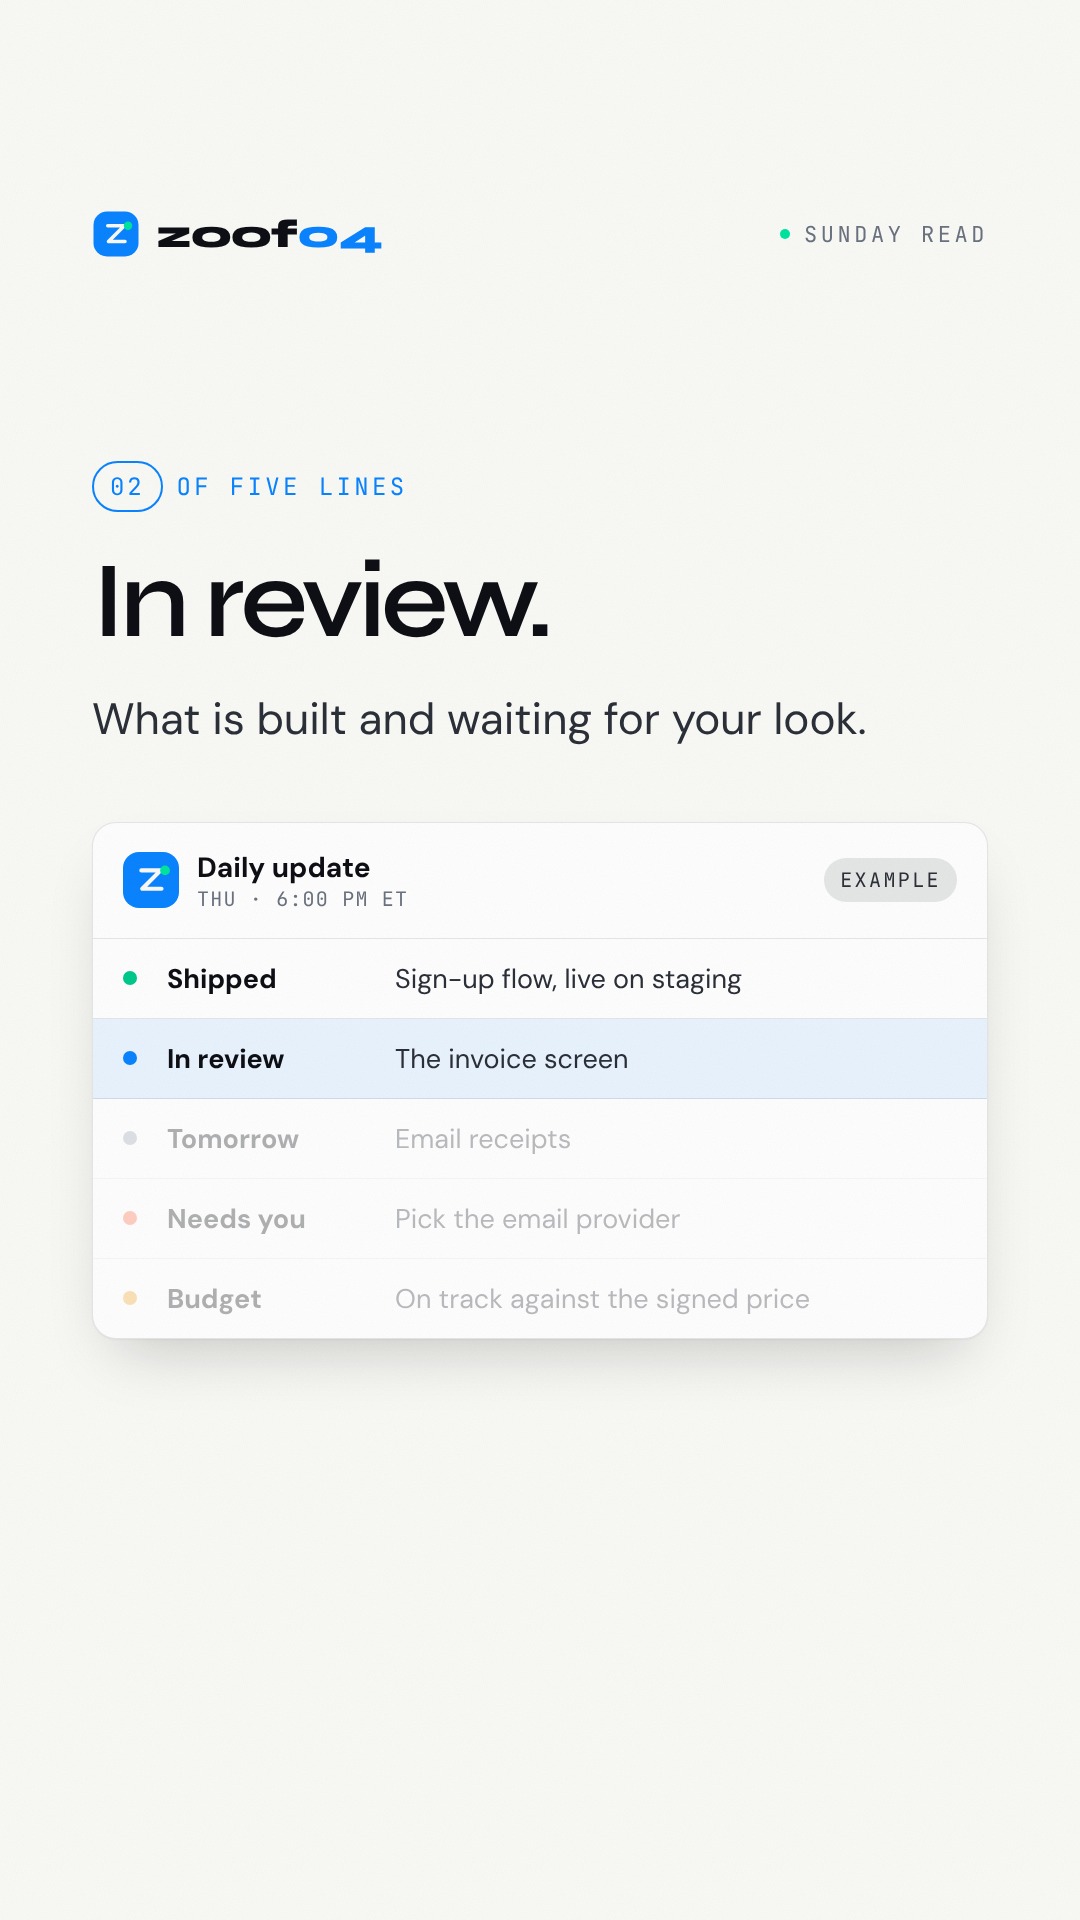 Z zoof04
SUNDAY READ
02 OF FIVE LINES
In review.
What is built and waiting for your look.
Z Daily update
THU · 6:00 PM ET
EXAMPLE
Shipped Sign-up flow, live on staging
In review The invoice screen
Tomorrow Email receipts
Needs you Pick the email provider
Budget On track against the signed price